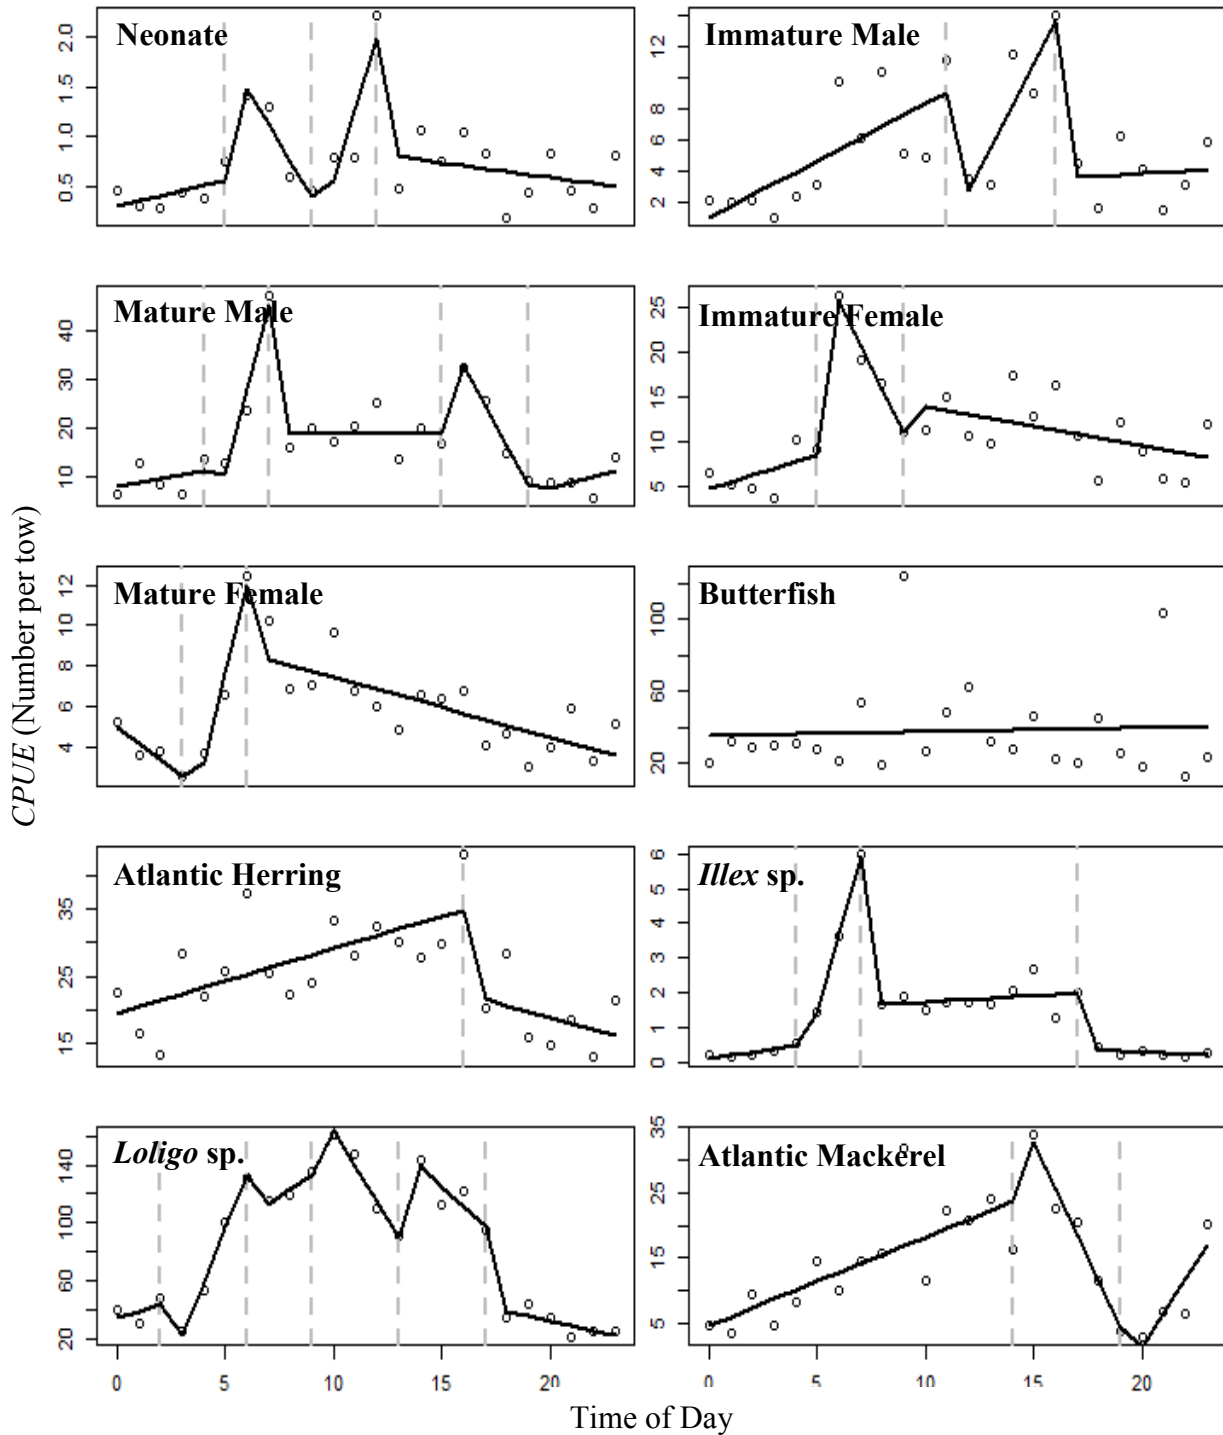 Neonate
0.5 1.0 1.5 2.0
Immature Male
2 4 6 8 12
Mature Male
10 20 30 40
Immature Female
5 10 15 20 25
Mature Female
4 6 8 10 12
Butterfish
20 60 100
Atlantic Herring
15 25 35
Illex sp.
0 1 2 3 4 5 6
Loligo sp.
20 60 100 140
Atlantic Mackerel
5 15 25 35
CPUE (Number per tow)
0 5 10 15 20
0 5 10 15 20
Time of Day